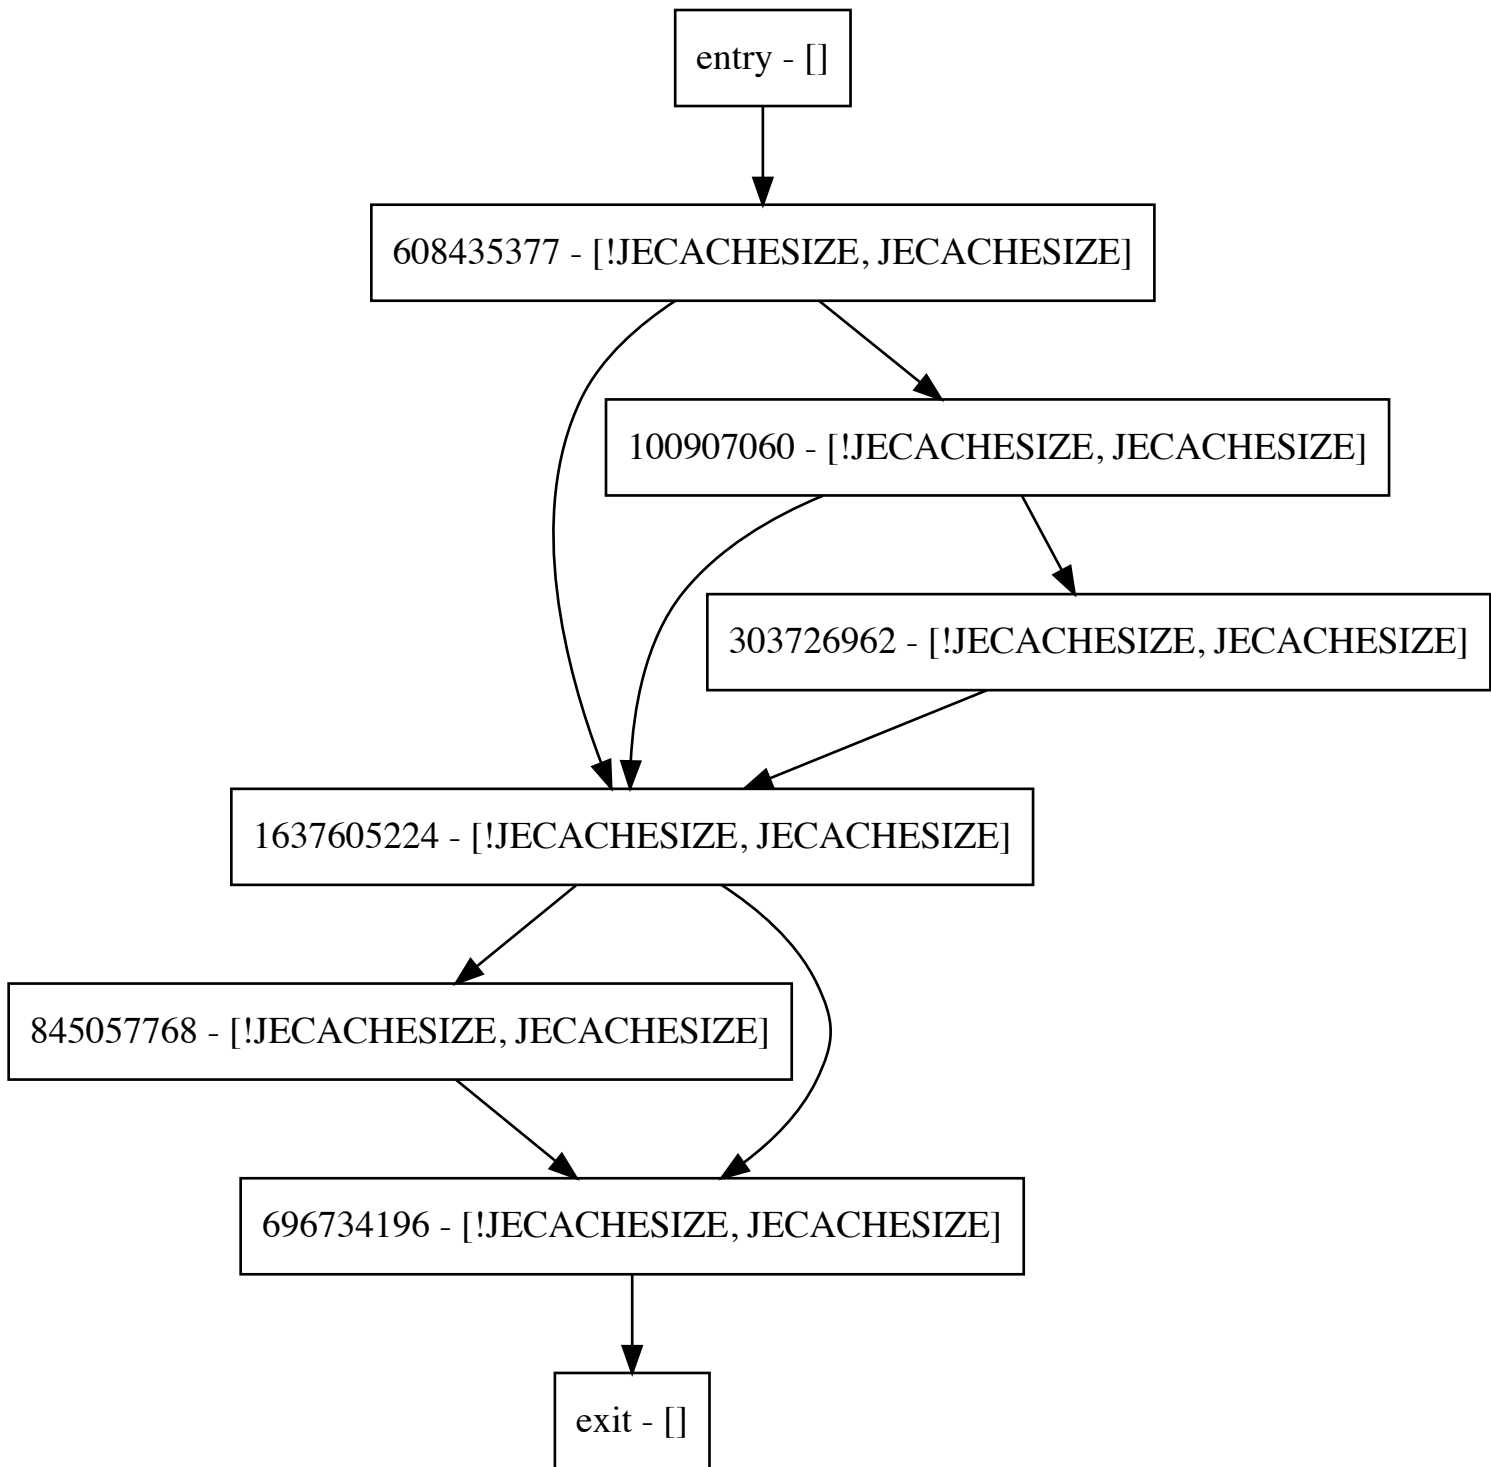 entry - []
608435377 - [!JECACHESIZE, JECACHESIZE]
100907060 - [!JECACHESIZE, JECACHESIZE]
303726962 - [!JECACHESIZE, JECACHESIZE]
1637605224 - [!JECACHESIZE, JECACHESIZE]
845057768 - [!JECACHESIZE, JECACHESIZE]
696734196 - [!JECACHESIZE, JECACHESIZE]
exit - []